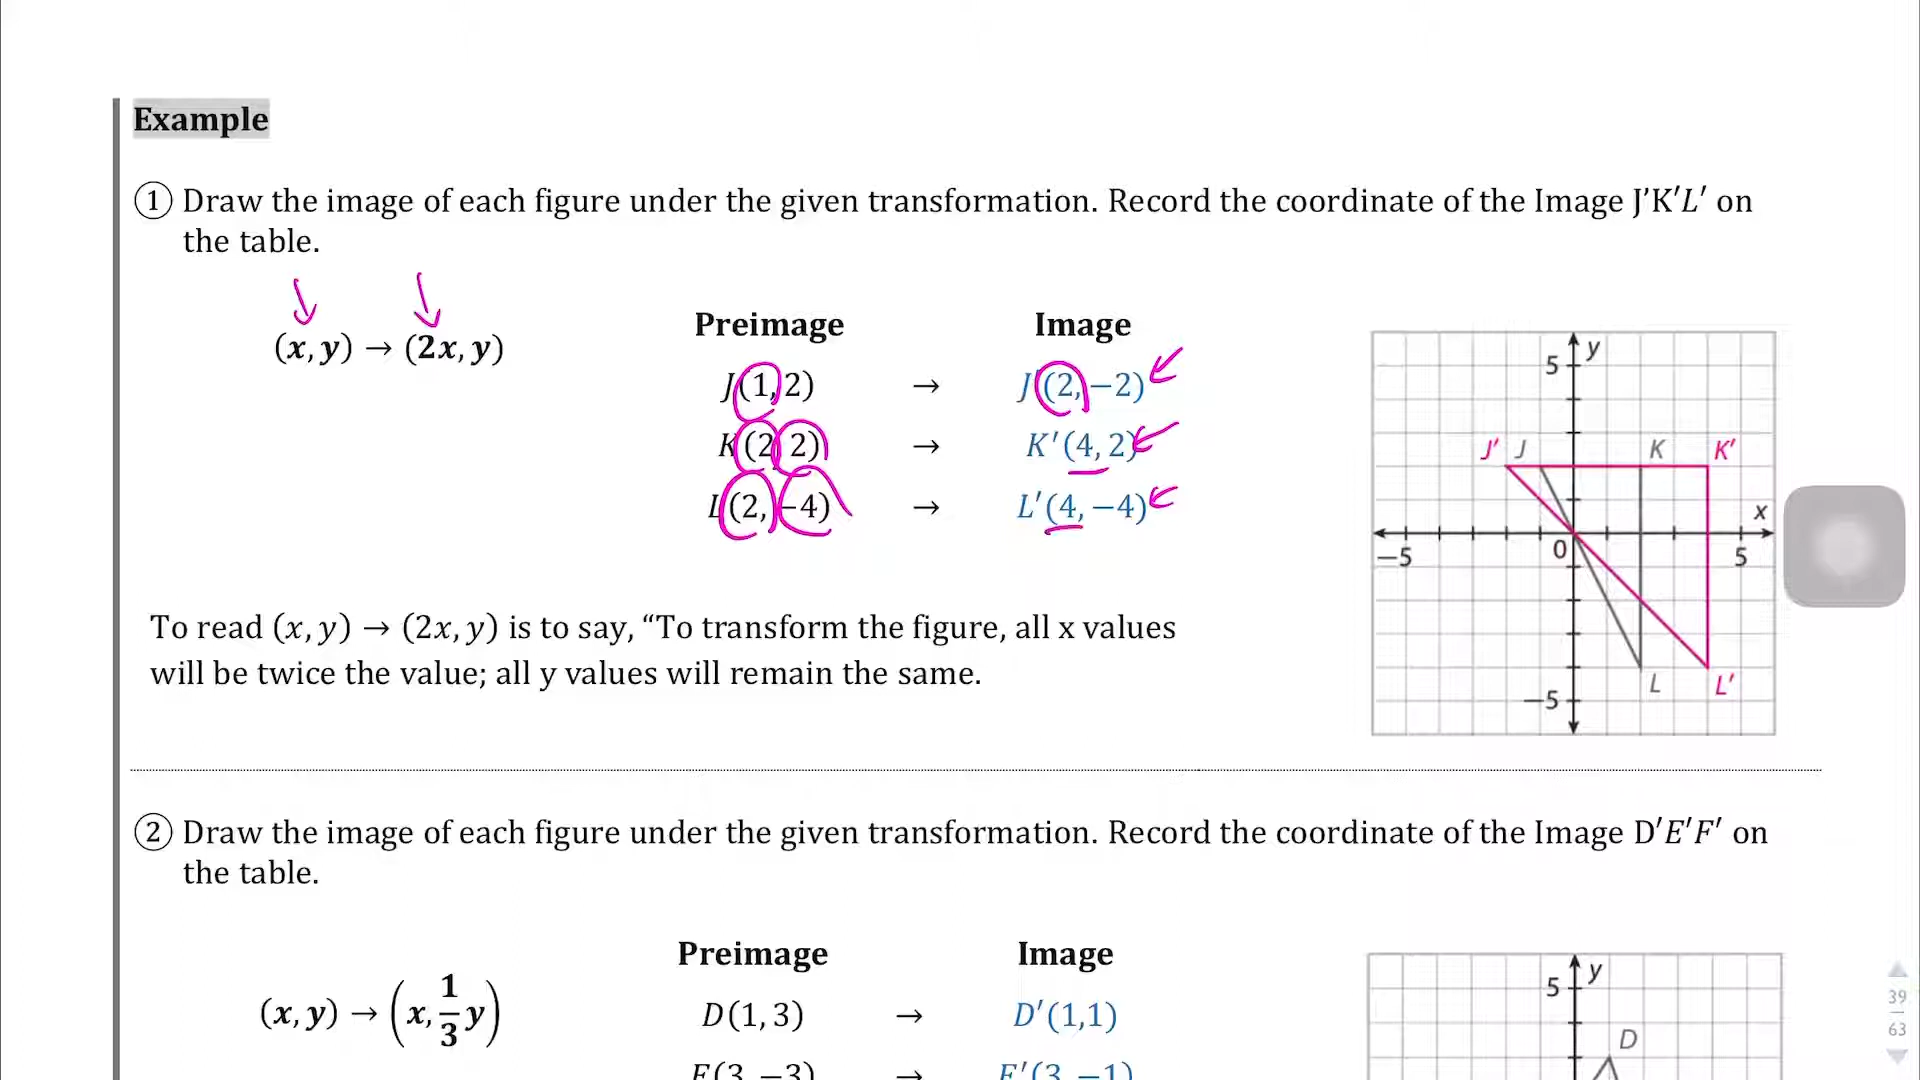 Example
① Draw the image of each figure under the given transformation. Record the coordinate of the Image J’K′L′ on
the table.
(x, y) → (2x, y)
Preimage Image
J(1, 2) → J′(2, −2)
K(2, 2) → K′(4, 2)
L(2, −4) → L′(4, −4)
To read (x, y) → (2x, y) is to say, “To transform the figure, all x values
will be twice the value; all y values will remain the same.
5 y
J′ J K K′
x
−5 0 5
L L′
−5
② Draw the image of each figure under the given transformation. Record the coordinate of the Image D′E′F′ on
the table.
(x, y) → (x, 1/3 y)
Preimage Image
D(1, 3) → D′(1,1)
E(3, −3) → E′(3, −1)
5 y
D
39
63